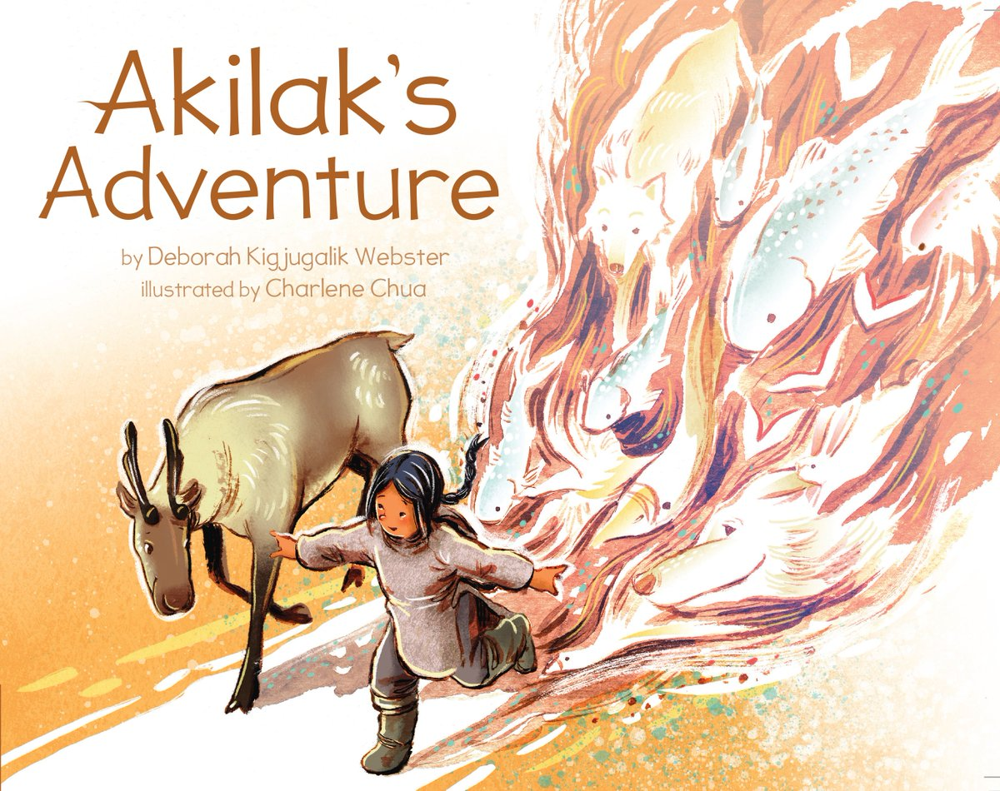 Akilak's
Adventure
by Deborah Kigjugalik Webster
illustrated by Charlene Chua